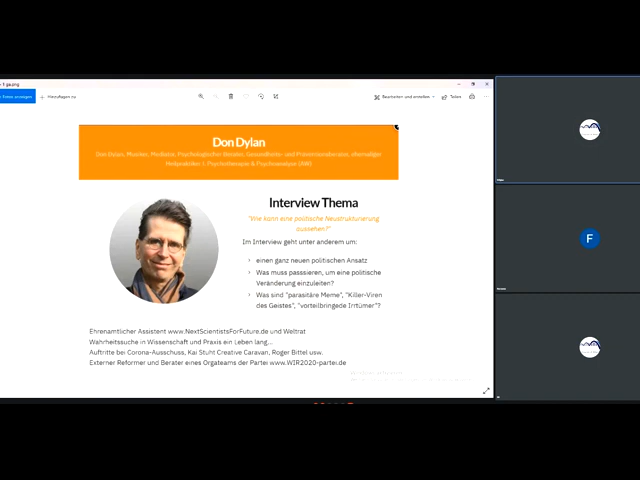 Hinzufügen zu
Bearbeiten und erstellen
Teilen
Don Dylan
Don Dylan, Musiker, Mediator, Psychologischer Berater, Gesundheits- und Präventionsberater, ehemaliger
Heilpraktiker f. Psychotherapie & Psychoanalyse (MB)
Interview Thema
"Wie kann eine politische Neustrukturierung
aussehen?"
Im Interview geht unter anderem um:
einen ganz neuen politischen Ansatz
Was muss passsieren, um eine politische
Veränderung einzuleiten?
Was sind "parasitäre Meme", "Killer-Viren
des Geistes", "vorteilbringede Irrtümer"?
Ehrenamtlicher Assistent www.NextScientistsForFuture.de und Weltrat
Wahrheitssuche in Wissenschaft und Praxis ein Leben lang...
Auftritte bei Corona-Ausschuss, Kai Stuht Creative Caravan, Roger Bittel usw.
Externer Reformer und Berater eines Orgateams der Partei www.WIR2020-partei.de
F